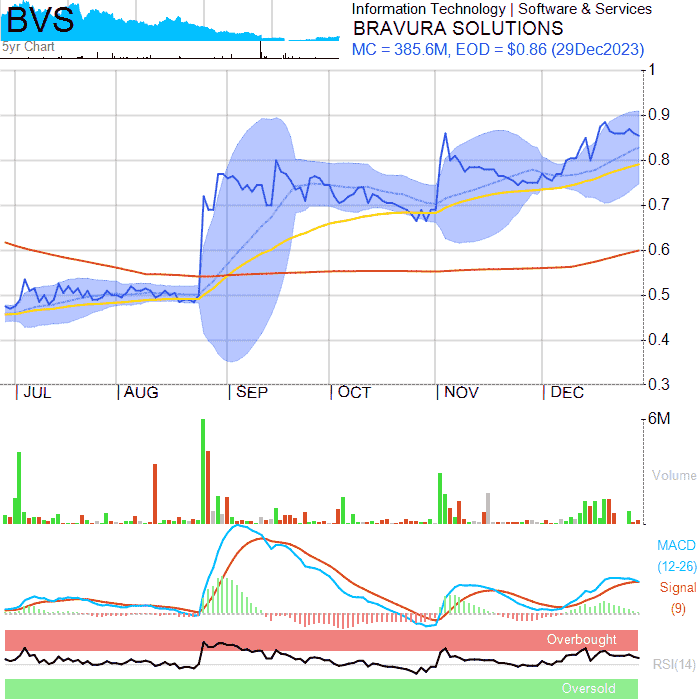 BVS
5yr Chart
Information Technology | Software & Services
BRAVURA SOLUTIONS
MC = 385.6M, EOD = $0.86 (29Dec2023)
1
0.9
0.8
0.7
0.6
0.5
0.4
0.3
JUL AUG SEP OCT NOV DEC
6M
Volume
MACD
(12-26)
Signal
(9)
Overbought
RSI(14)
Oversold